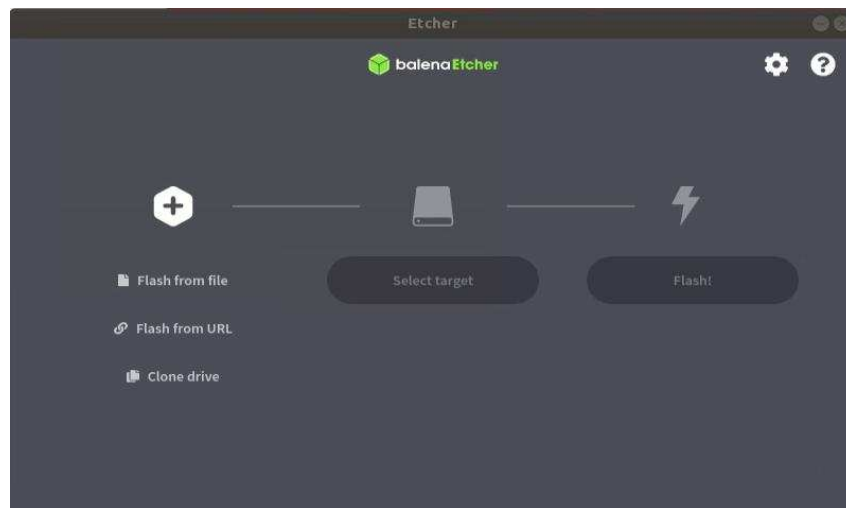 Etcher
balenaEtcher
Flash from file
Select target
Flash!
Flash from URL
Clone drive